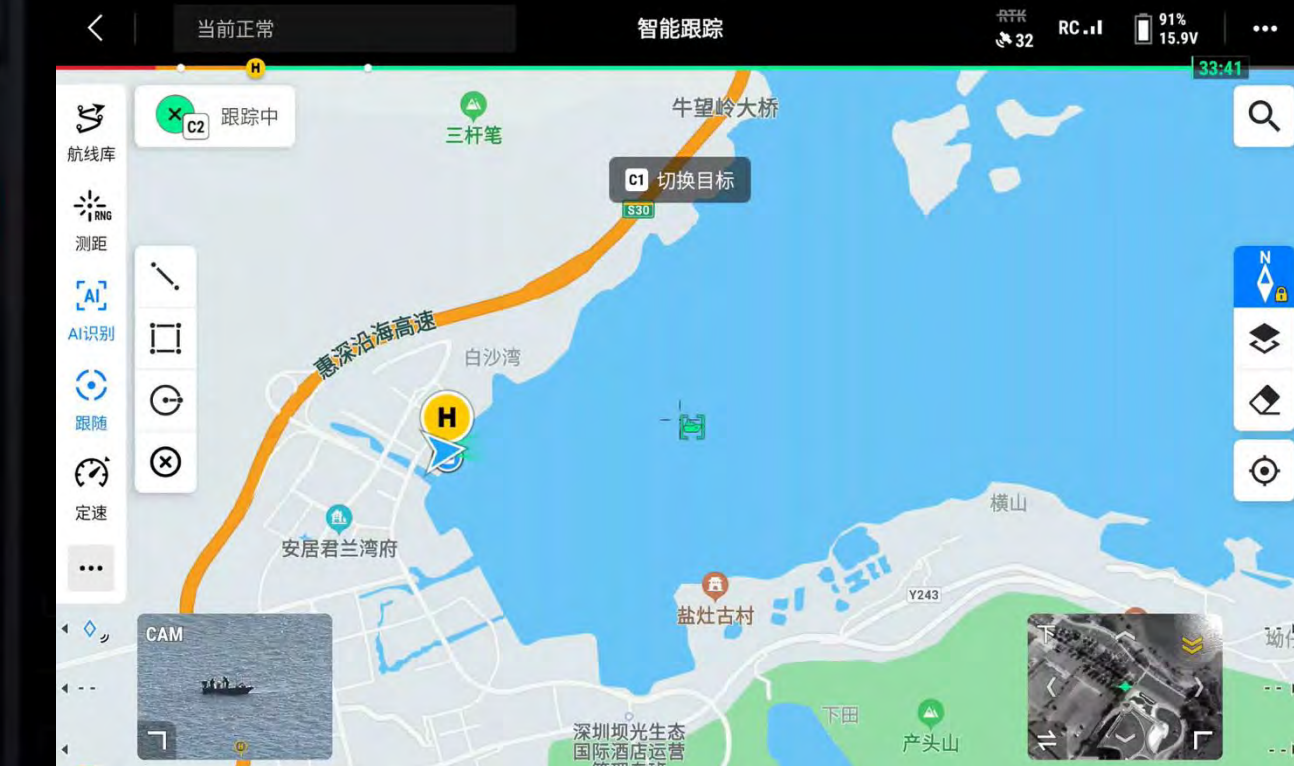 当前正常
智能跟踪
RTK
32
RC
91%
15.9V
H
33:41
航线库
C2
跟踪中
三杆笔
牛望岭大桥
C1 切换目标
S30
RNG
测距
N
AI
AI识别
惠深沿海高速
白沙湾
跟随
H
定速
横山
安居君兰湾府
Y243
盐灶古村
CAM
下
坳仔
下田
产头山
深圳坝光生态
国际酒店运营
H